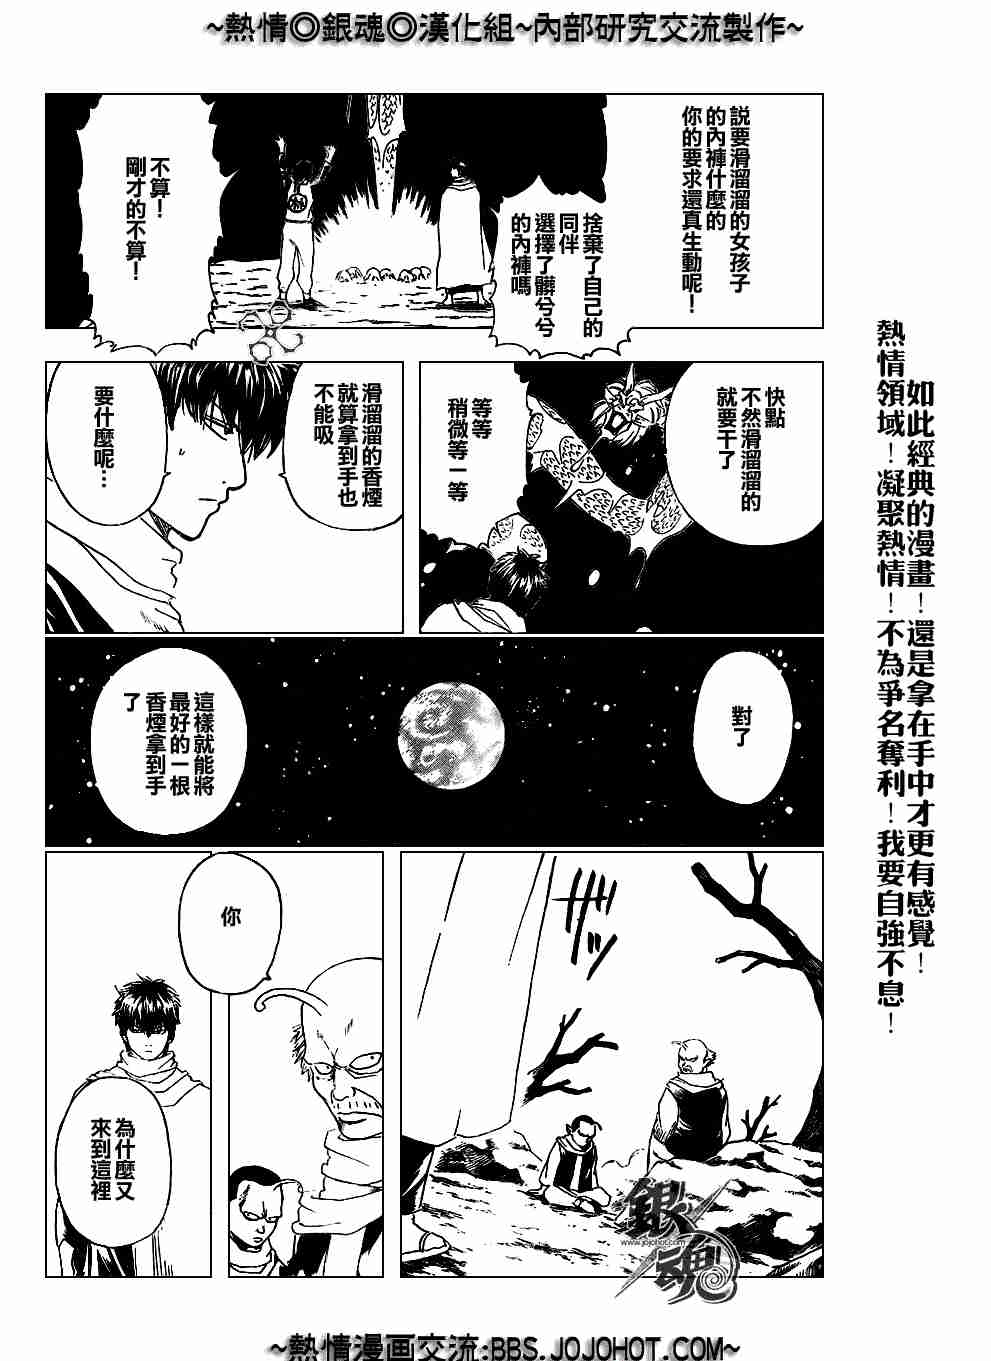 ~熱情◎銀魂◎漢化組~內部研究交流製作~
説要滑溜溜的女孩子
的內褲什麼的
你的要求還真生動呢！
捨棄了自己的
同伴
選擇了髒兮兮
的內褲嗎
不算！
剛才的不算！
快點
不然滑溜溜的
就要干了
等等
稍微等一等
滑溜溜的香煙
就算拿到手也
不能吸
要什麼呢…
對了
這樣就能將
最好的一根
香煙拿到手
了
你
為什麼又
來到這裡
如此經典的漫畫！還是拿在手中才更有感覺！
熱情領域！凝聚熱情！不為爭名奪利！我要自強不息！
銀魂
www.jojohot.com
~熱情漫画交流:BBS.JOJOHOT.COM~